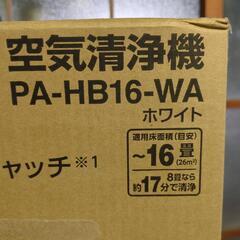 空気清浄機
PA-HB16-WA
ホワイト
ャッチ※1
適用床面積(目安)
～16畳
(26m²)
8畳なら
約17分で清浄